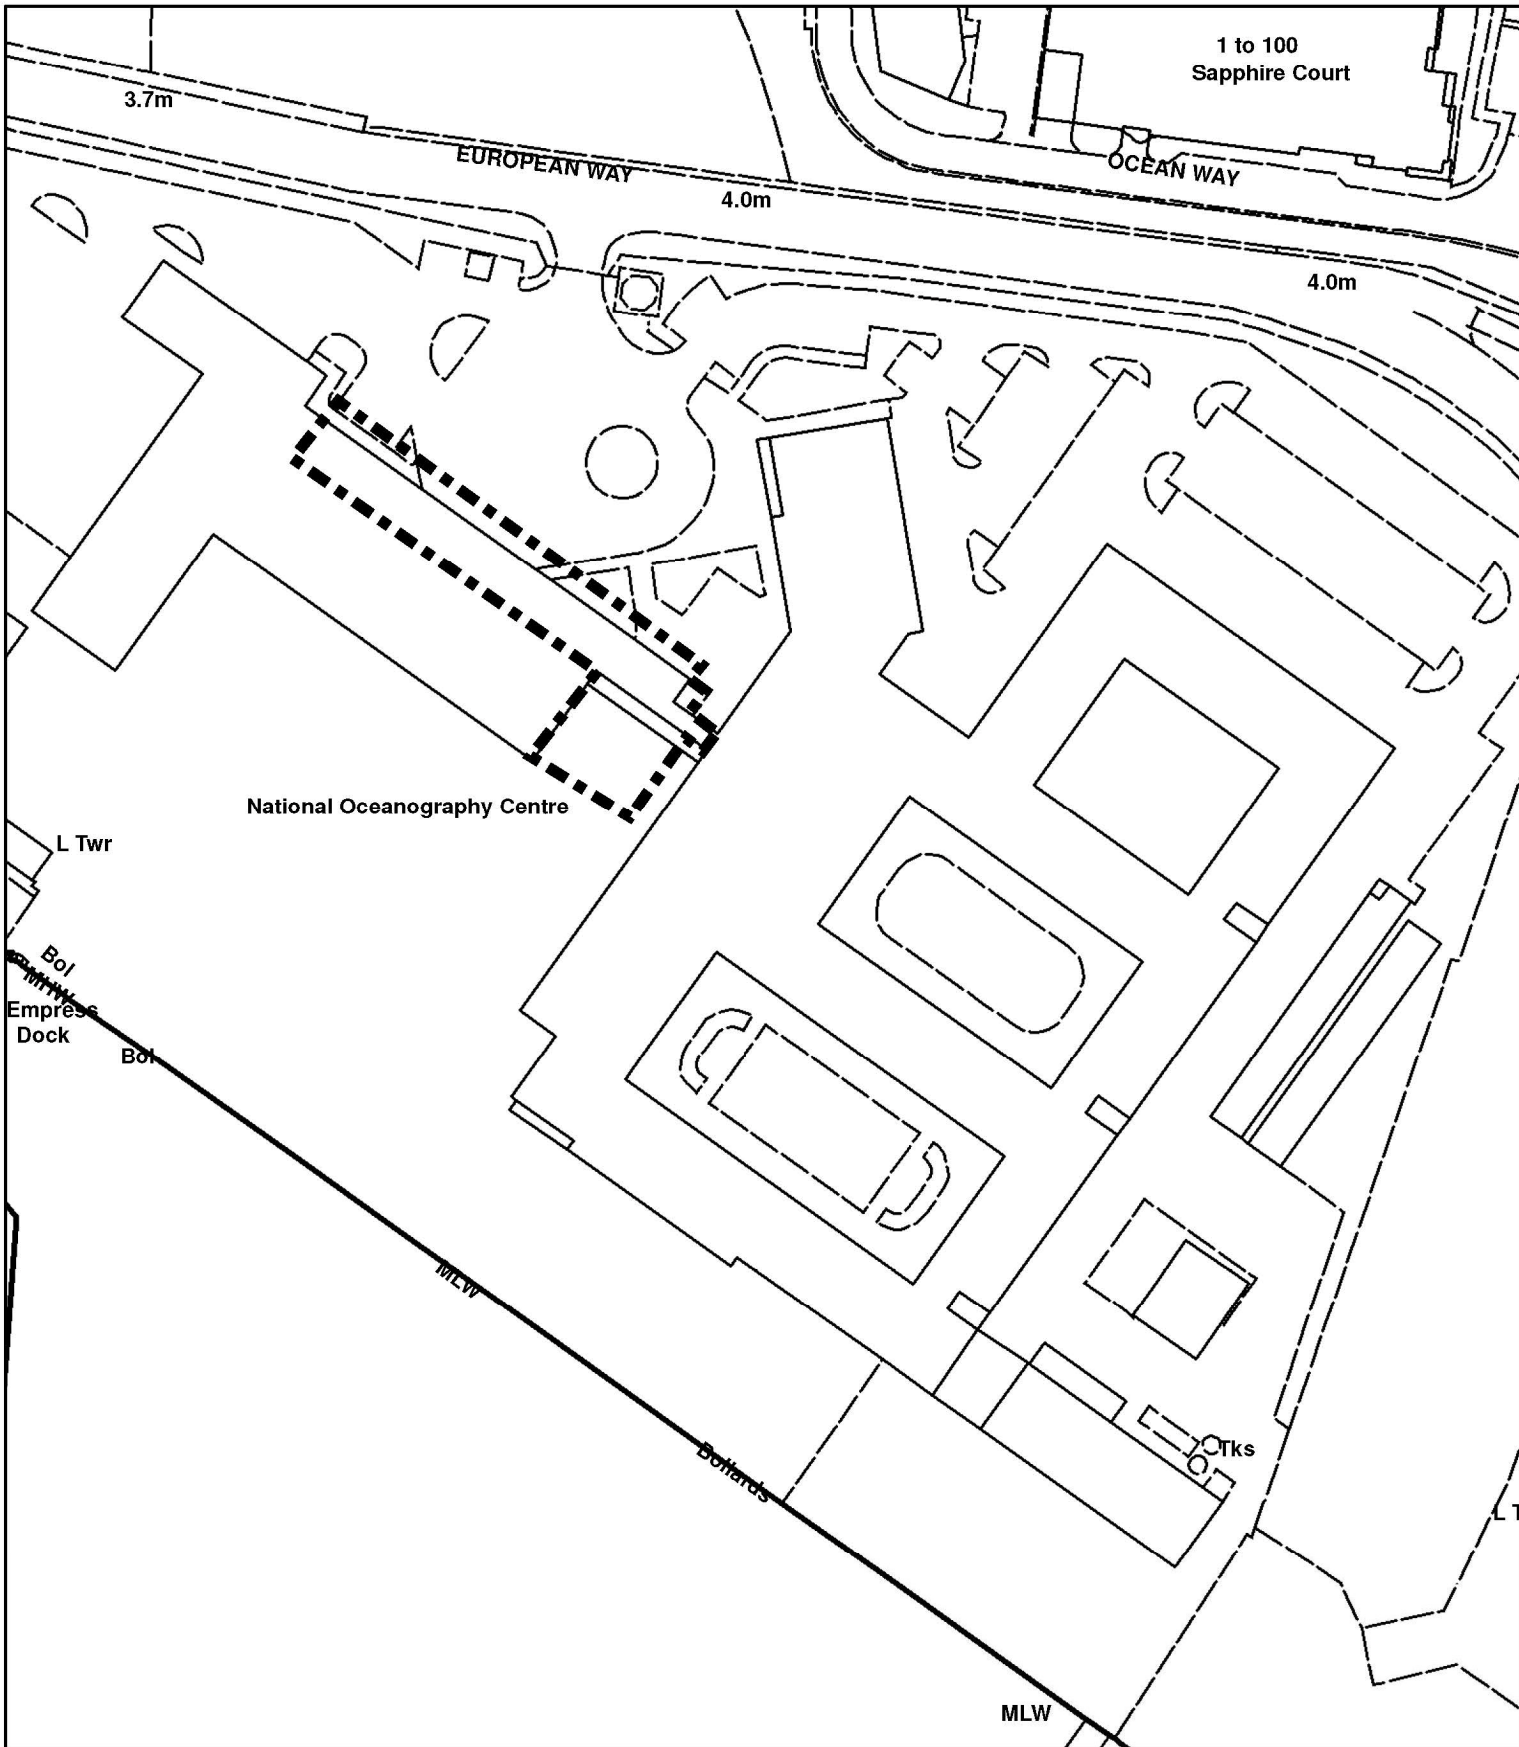 1 to 100
Sapphire Court
3.7m
EUROPEAN WAY
OCEAN WAY
4.0m
4.0m
National Oceanography Centre
L Twr
Bol
MHW
Empress
Dock
Bol
MLW
Bollards
Tks
L T
MLW